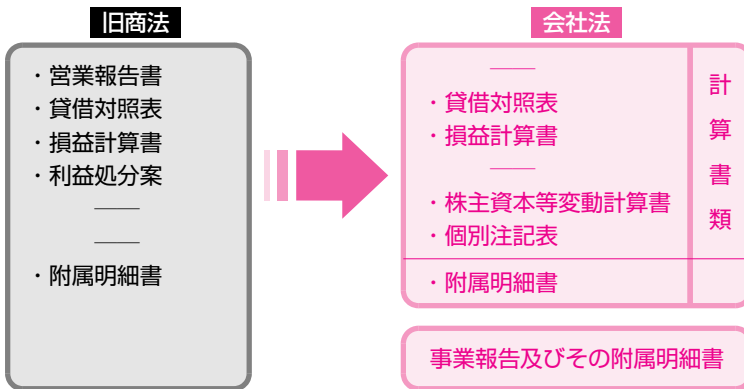 旧商法
・営業報告書
・貸借対照表
・損益計算書
・利益処分案
――
――
・附属明細書
会社法
――
・貸借対照表
・損益計算書
――
・株主資本等変動計算書
・個別注記表
・附属明細書
計算書類
事業報告及びその附属明細書